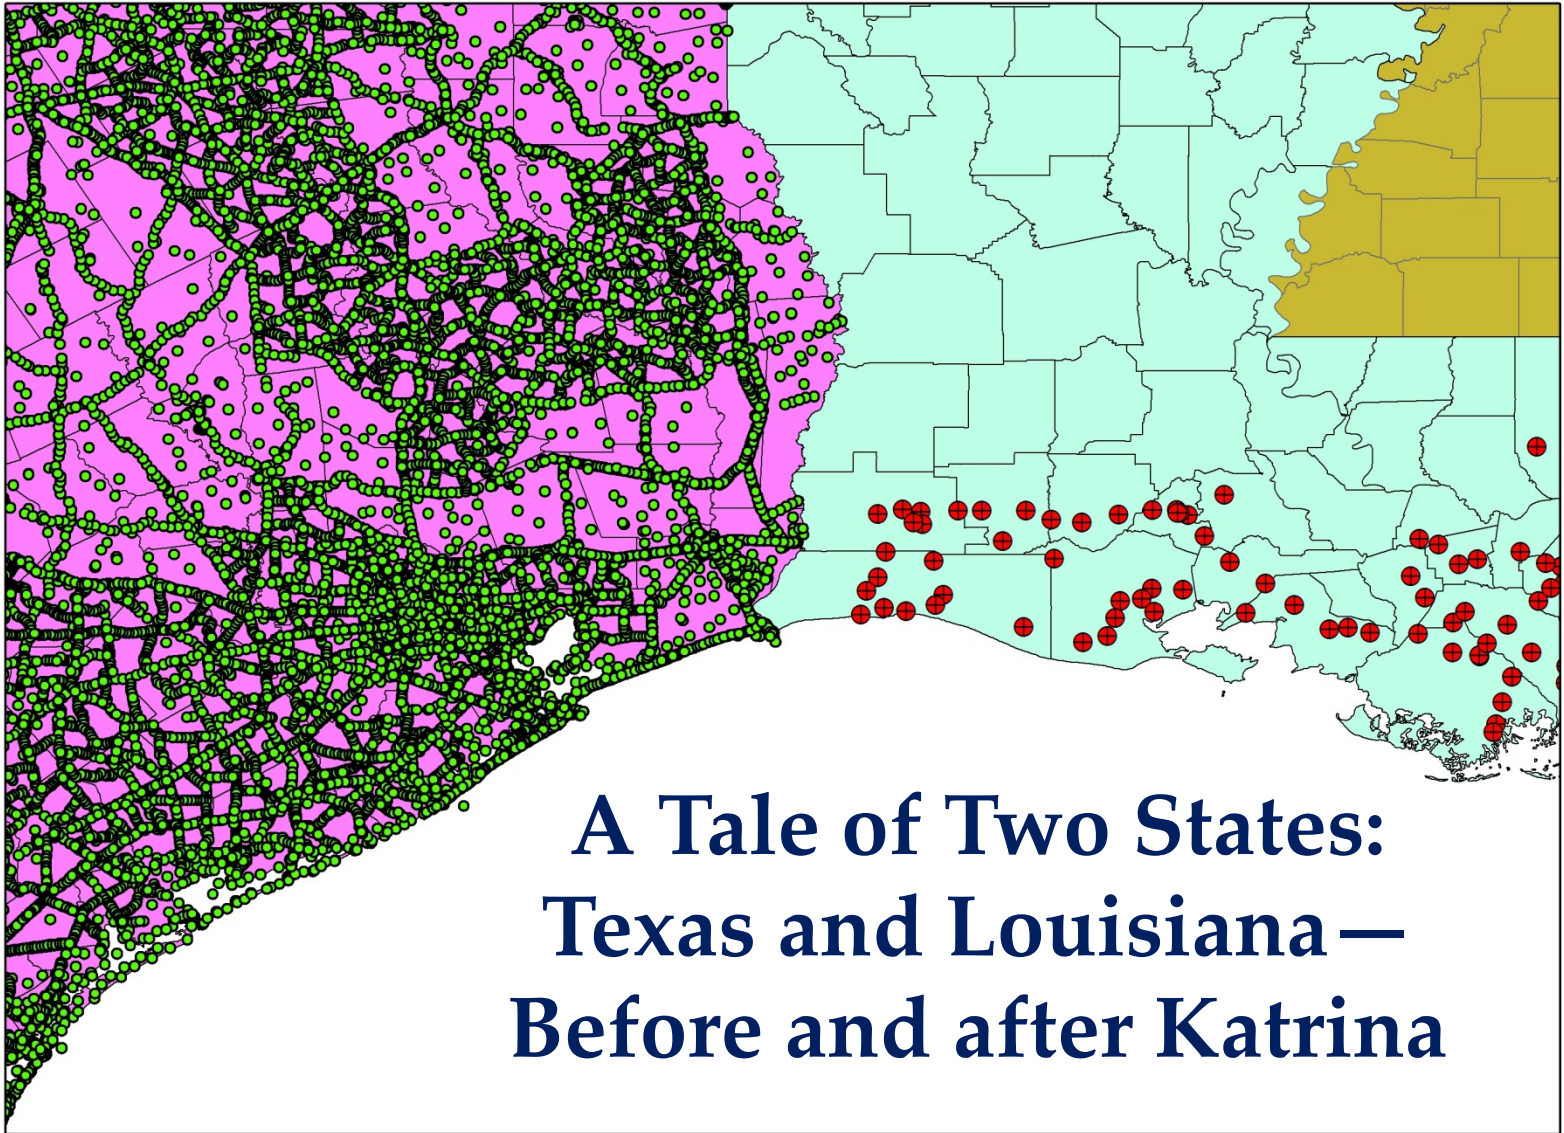 A Tale of Two States:
Texas and Louisiana—
Before and after Katrina